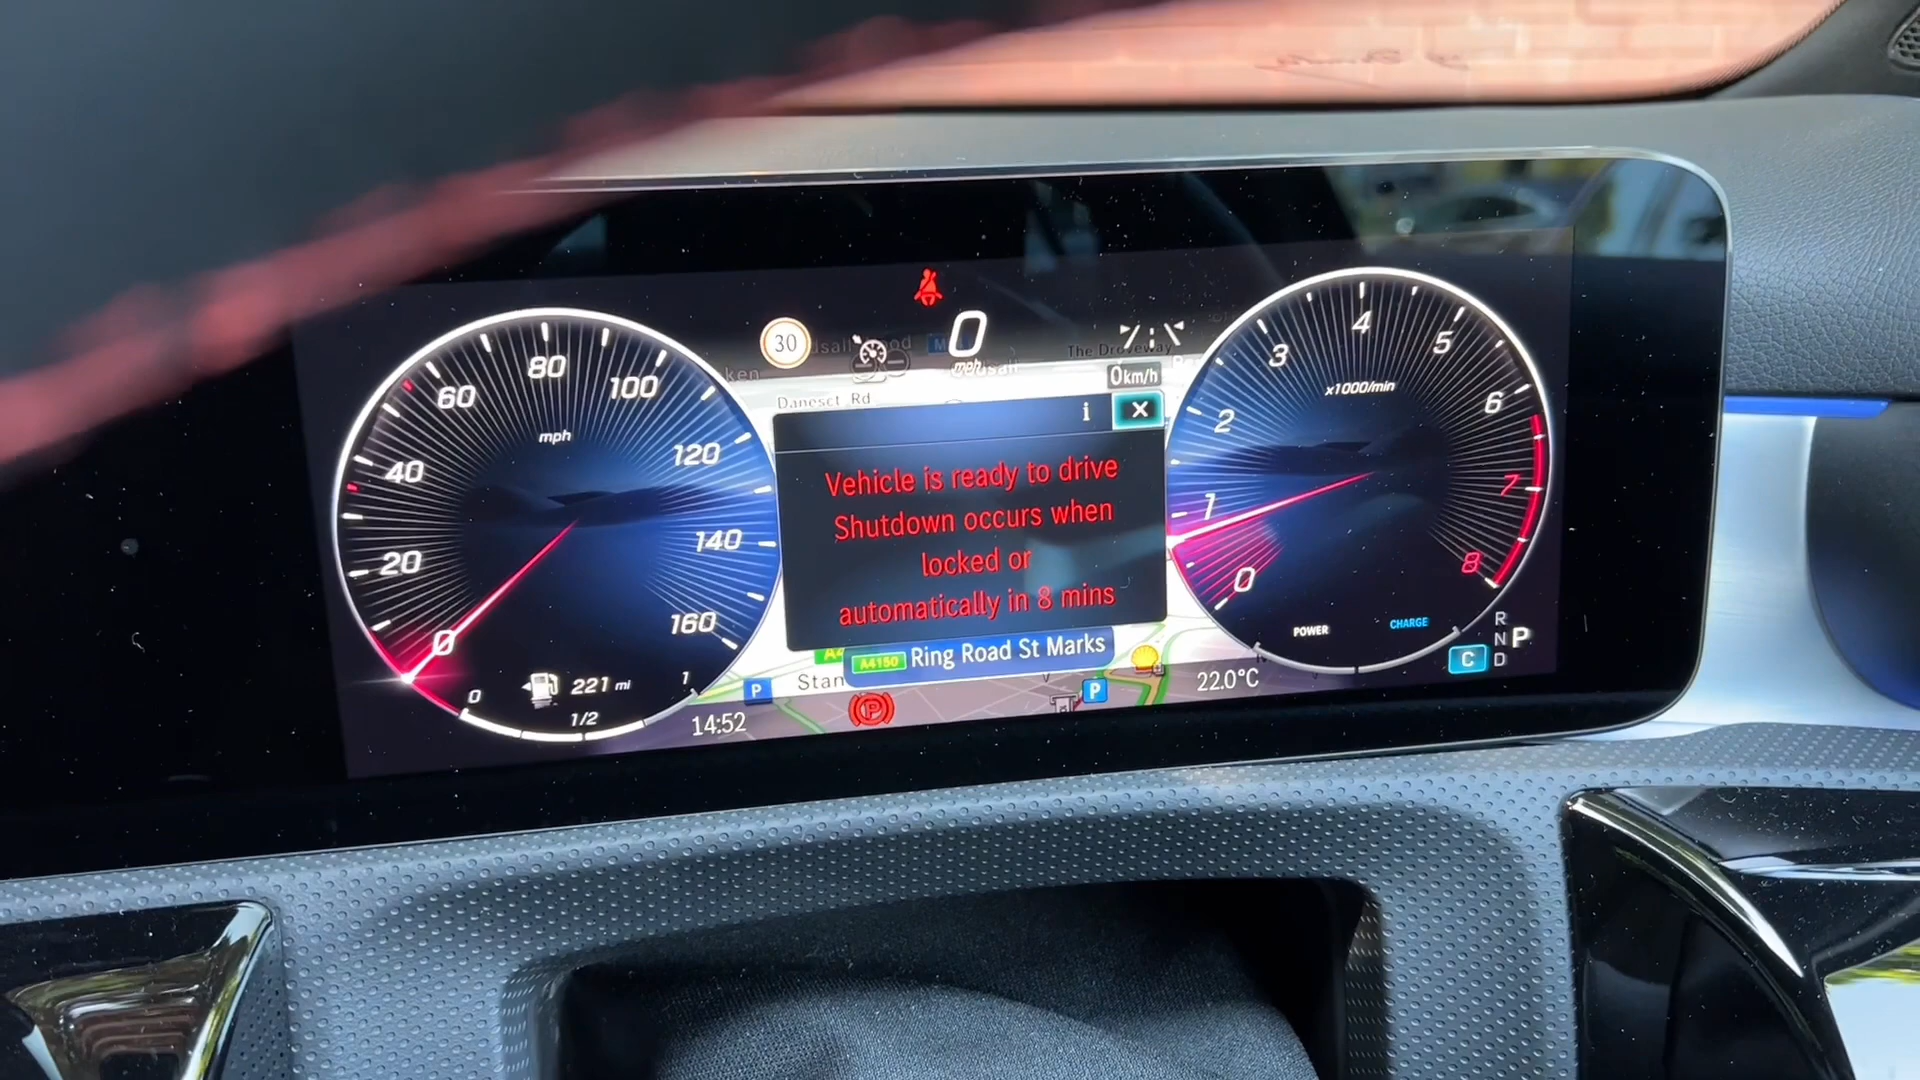 30
0
mph
The Droveway
0km/h
Danesct Rd
i
Vehicle is ready to drive
Shutdown occurs when
locked or
automatically in 8 mins
A4150 Ring Road St Marks
Stan
P
P
14:52
22.0°C
0
20
40
60
80
100
120
140
160
mph
0
1/2
1
221 mi
0
1
2
3
4
5
6
7
8
x1000/min
POWER
CHARGE
C
R
N
D
P